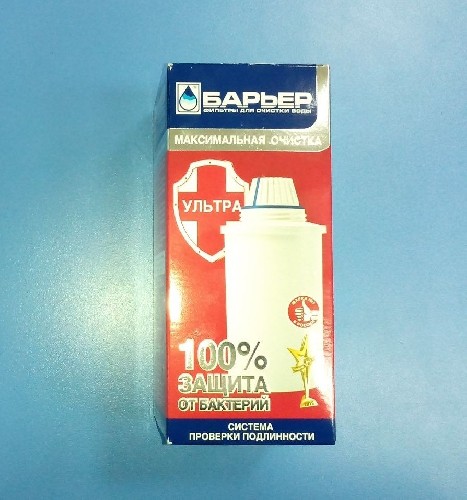 БАРЬЕР
ФИЛЬТРЫ ДЛЯ ОЧИСТКИ ВОДЫ
МАКСИМАЛЬНАЯ ОЧИСТКА
УЛЬТРА
100%
ЗАЩИТА
ОТ БАКТЕРИЙ
СИСТЕМА
ПРОВЕРКИ ПОДЛИННОСТИ